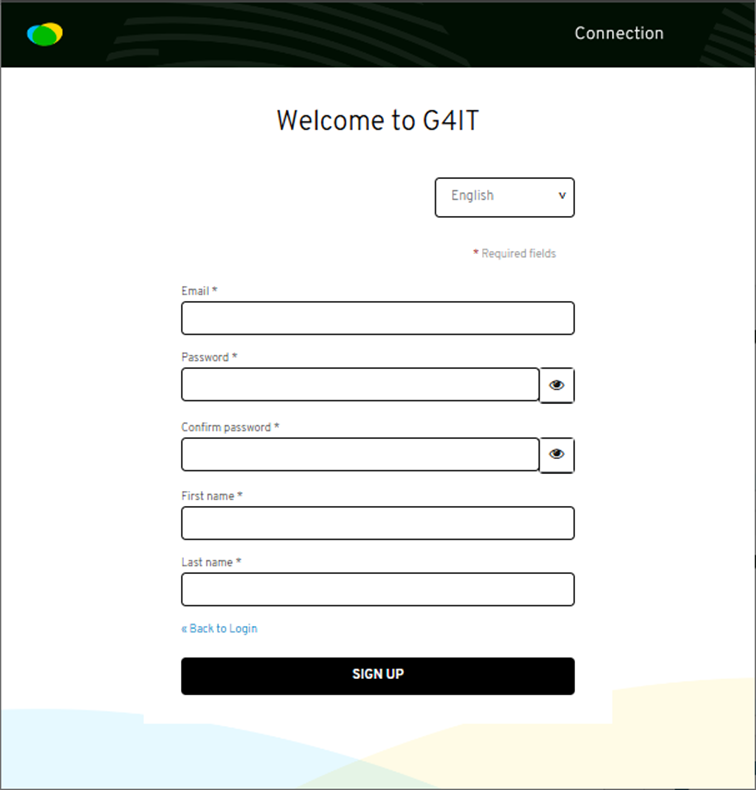 Connection
Welcome to G4IT
English v
* Required fields
Email *
Password *
Confirm password *
First name *
Last name *
« Back to Login
SIGN UP